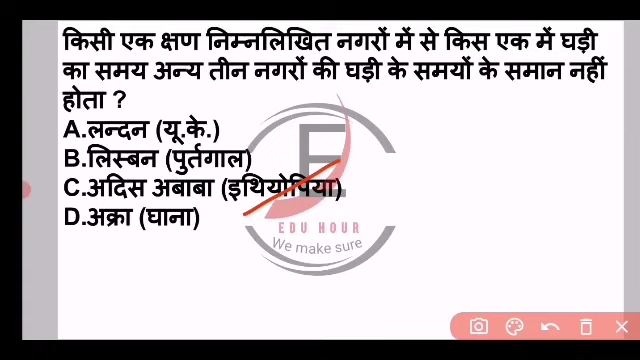 किसी एक क्षण निम्नलिखित नगरों में से किस एक में घड़ी
का समय अन्य तीन नगरों की घड़ी के समयों के समान नहीं
होता ?
A.लन्दन (यू.के.)
B.लिस्बन (पुर्तगाल)
C.अदिस अबाबा (इथियोपिया)
D.अक्रा (घाना)
E
EDU HOUR
We make sure